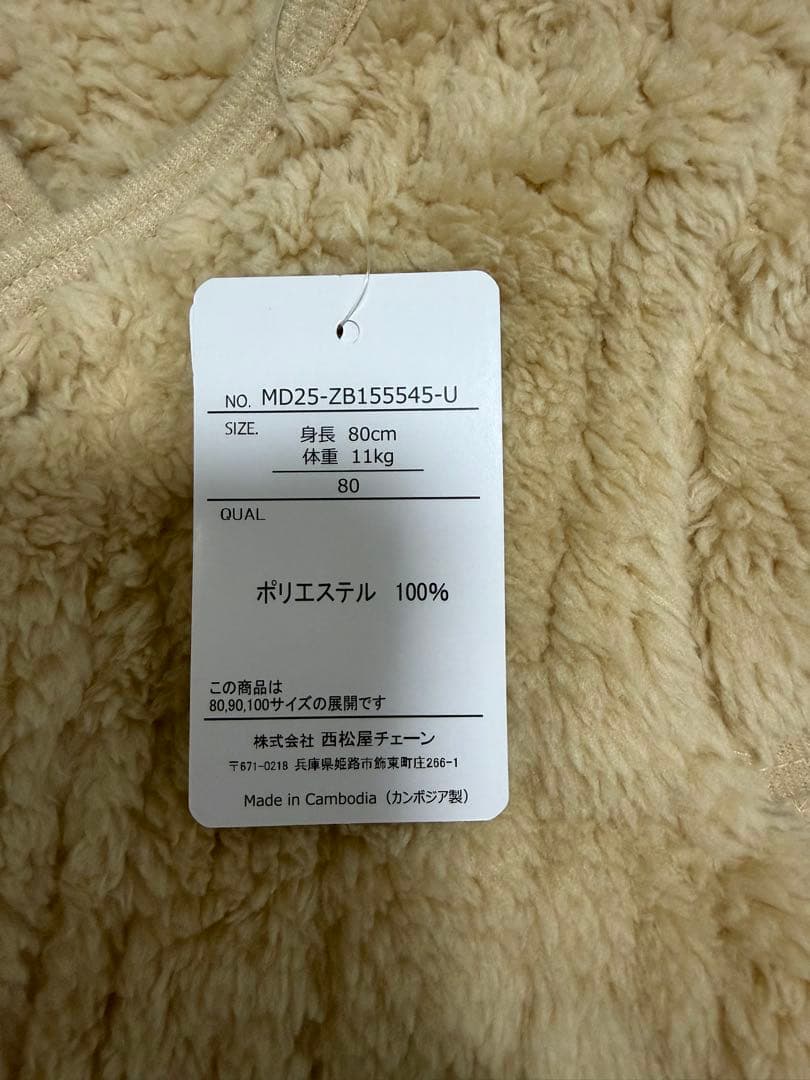 NO. MD25-ZB155545-U
SIZE. 身長 80cm
体重 11kg
80
QUAL
ポリエステル 100%
この商品は
80,90,100サイズの展開です
株式会社 西松屋チェーン
〒671-0218 兵庫県姫路市飾東町庄266-1
Made in Cambodia（カンボジア製）